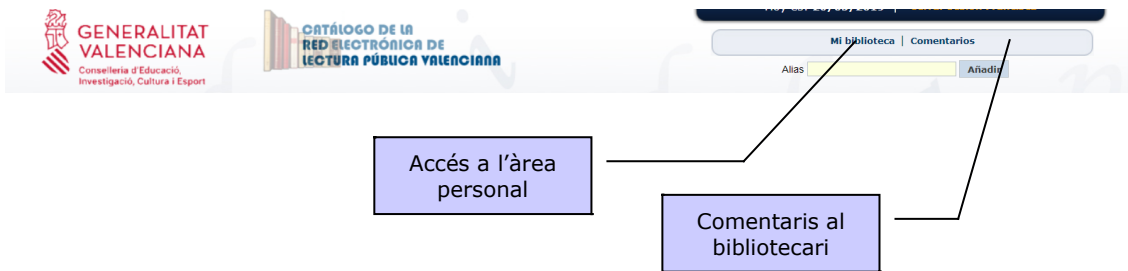 GENERALITAT
VALENCIANA
Conselleria d'Educació,
Investigació, Cultura i Esport
CATÁLOGO DE LA
RED ELECTRÓNICA DE
LECTURA PÚBLICA VALENCIANA
Mi biblioteca | Comentarios
Alias
Añadir
Accés a l'àrea
personal
Comentaris al
bibliotecari